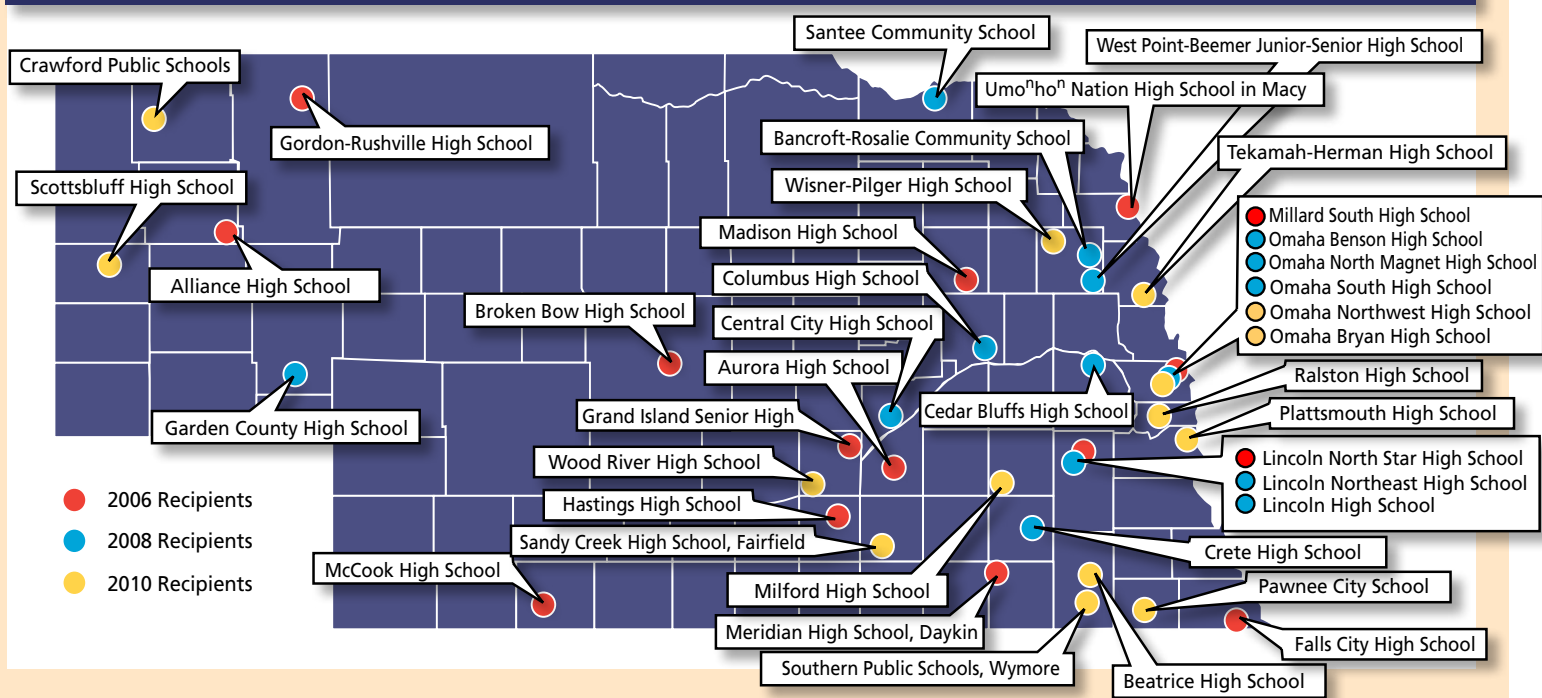 Santee Community School
West Point-Beemer Junior-Senior High School
Crawford Public Schools
Umoⁿhoⁿ Nation High School in Macy
Gordon-Rushville High School
Bancroft-Rosalie Community School
Tekamah-Herman High School
Scottsbluff High School
Wisner-Pilger High School
Millard South High School
Omaha Benson High School
Omaha North Magnet High School
Omaha South High School
Omaha Northwest High School
Omaha Bryan High School
Madison High School
Columbus High School
Alliance High School
Broken Bow High School
Central City High School
Aurora High School
Ralston High School
Grand Island Senior High
Cedar Bluffs High School
Plattsmouth High School
Garden County High School
Wood River High School
Lincoln North Star High School
Lincoln Northeast High School
Lincoln High School
2006 Recipients
2008 Recipients
2010 Recipients
Hastings High School
Sandy Creek High School, Fairfield
Crete High School
McCook High School
Milford High School
Pawnee City School
Meridian High School, Daykin
Falls City High School
Southern Public Schools, Wymore
Beatrice High School